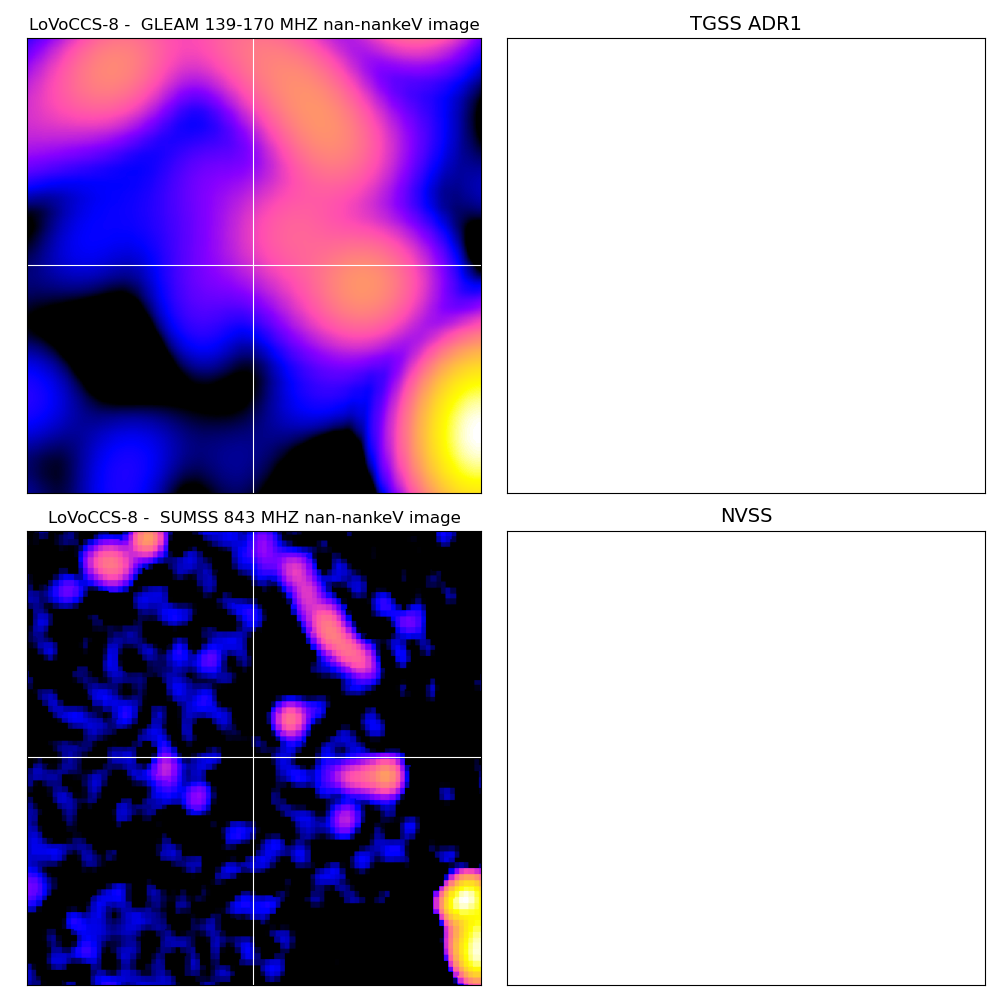 LoVoCCS-8 -  GLEAM 139-170 MHZ nan-nankeV image
TGSS ADR1
LoVoCCS-8 -  SUMSS 843 MHZ nan-nankeV image
NVSS